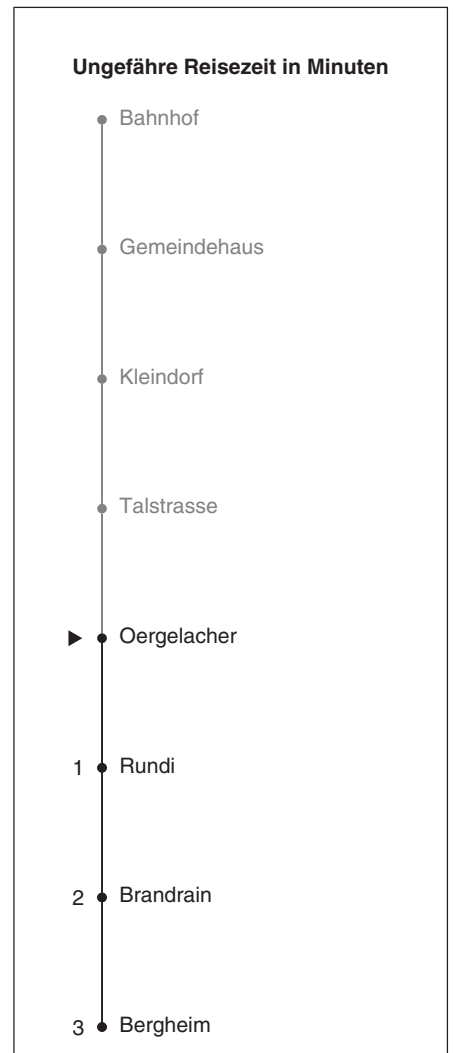 Ungefähre Reisezeit in Minuten
Bahnhof
Gemeindehaus
Kleindorf
Talstrasse
Oergelacher
1 Rundi
2 Brandrain
3 Bergheim